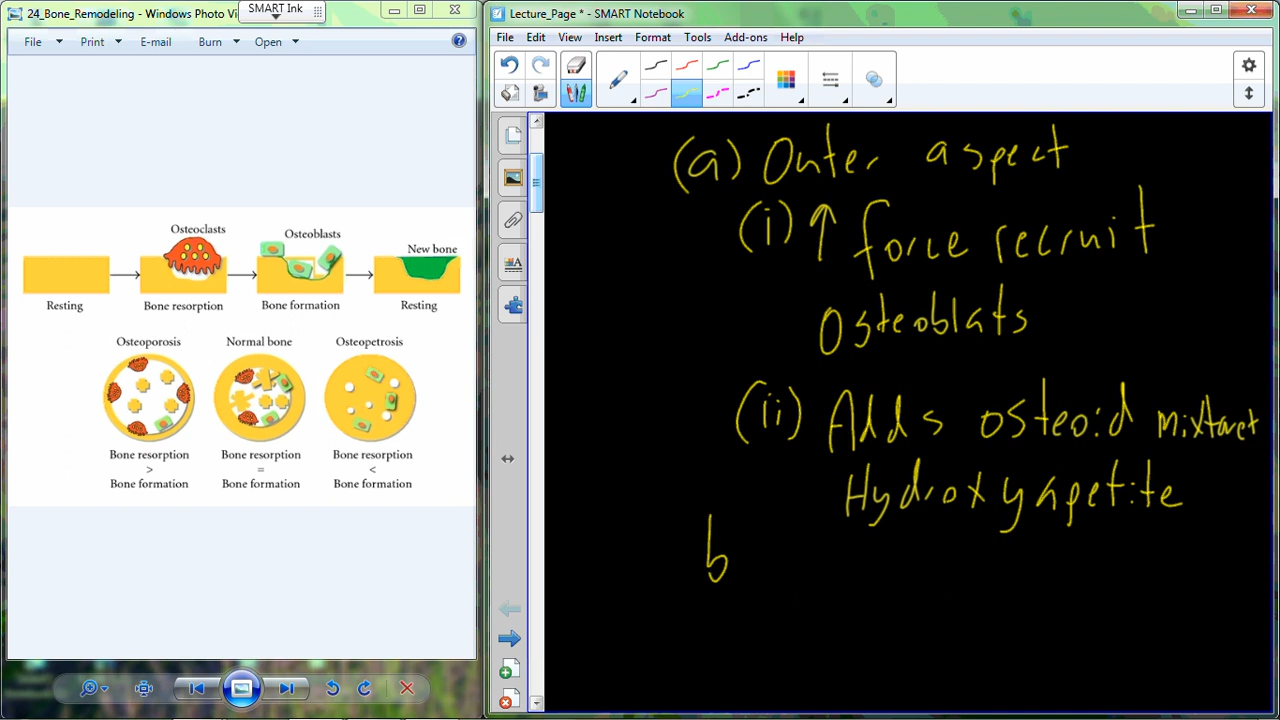 24_Bone_Remodeling - Windows Photo Vi
SMART Ink
File Print E-mail Burn Open
Osteoclasts
Osteoblasts
New bone
Resting
Bone resorption
Bone formation
Resting
Osteoporosis
Normal bone
Osteopetrosis
Bone resorption
>
Bone formation
Bone resorption
=
Bone formation
Bone resorption
<
Bone formation
Lecture_Page * - SMART Notebook
File Edit View Insert Format Tools Add-ons Help
(a) Outer aspect
(i) ↑ force recruit
Osteoblats
(ii) Adds osteoid mixture
Hydroxyapetite
b